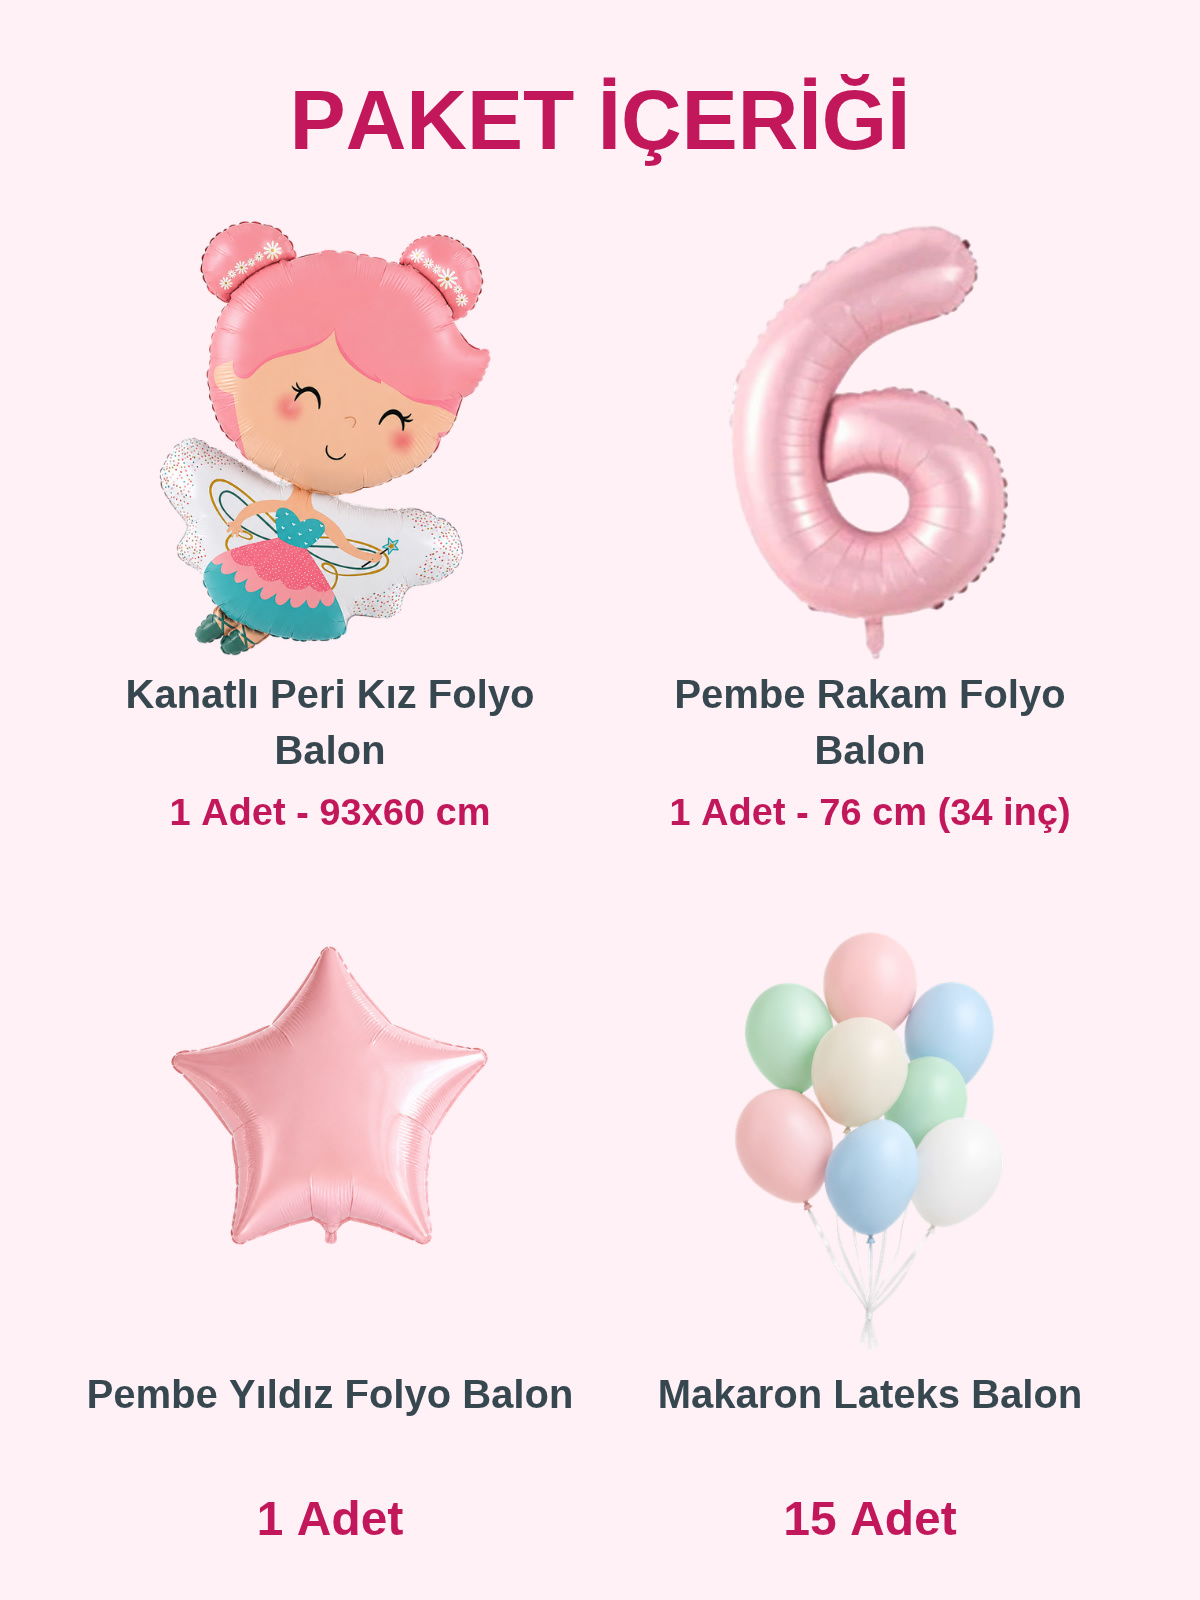 PAKET İÇERİĞİ
Kanatlı Peri Kız Folyo
Balon
1 Adet - 93x60 cm
Pembe Rakam Folyo
Balon
1 Adet - 76 cm (34 inç)
Pembe Yıldız Folyo Balon
1 Adet
Makaron Lateks Balon
15 Adet